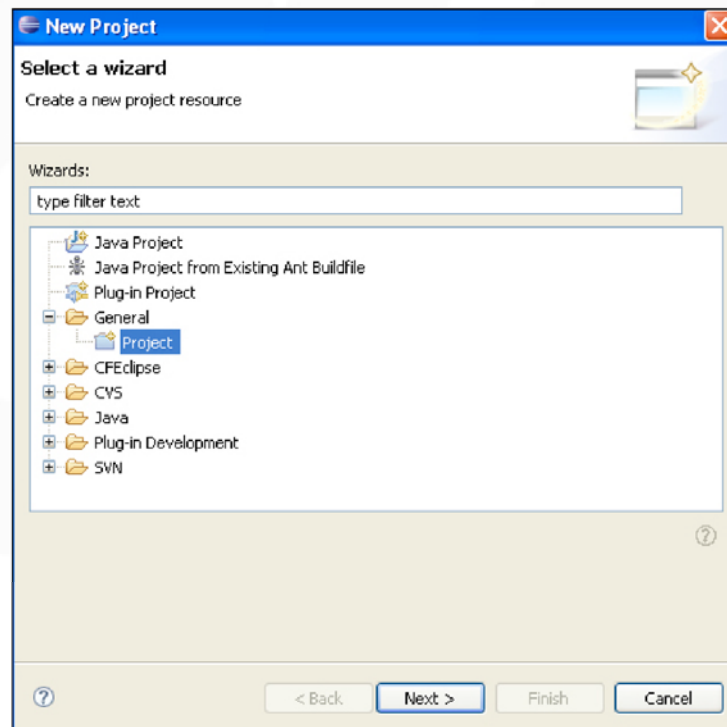 New Project
Select a wizard
Create a new project resource
Wizards:
type filter text
Java Project
Java Project from Existing Ant Buildfile
Plug-in Project
General
Project
CFEclipse
CVS
Java
Plug-in Development
SVN
< Back Next > Finish Cancel